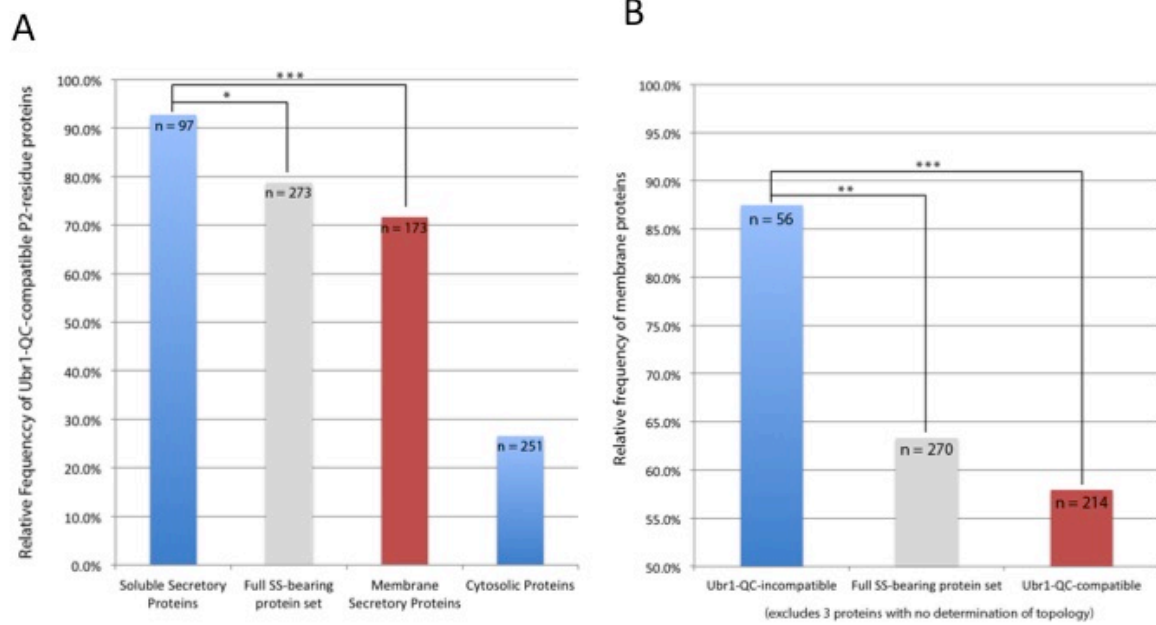 A
B
Relative Fequenccy of Ubr1-QC-compatible P2-residue proteins
100.0%
90.0%
80.0%
70.0%
60.0%
50.0%
40.0%
30.0%
20.0%
10.0%
0.0%
***
*
n = 97
n = 273
n = 173
n = 251
Soluble Secretory
Proteins
Full SS-bearing
protein set
Membrane
Secretory Proteins
Cytosolic Proteins
Relative frequency of membrane proteins
100.0%
95.0%
90.0%
85.0%
80.0%
75.0%
70.0%
65.0%
60.0%
55.0%
50.0%
***
**
n = 56
n = 270
n = 214
Ubr1-QC-incompatible
Full SS-bearing protein set
Ubr1-QC-compatible
(excludes 3 proteins with no determination of topology)